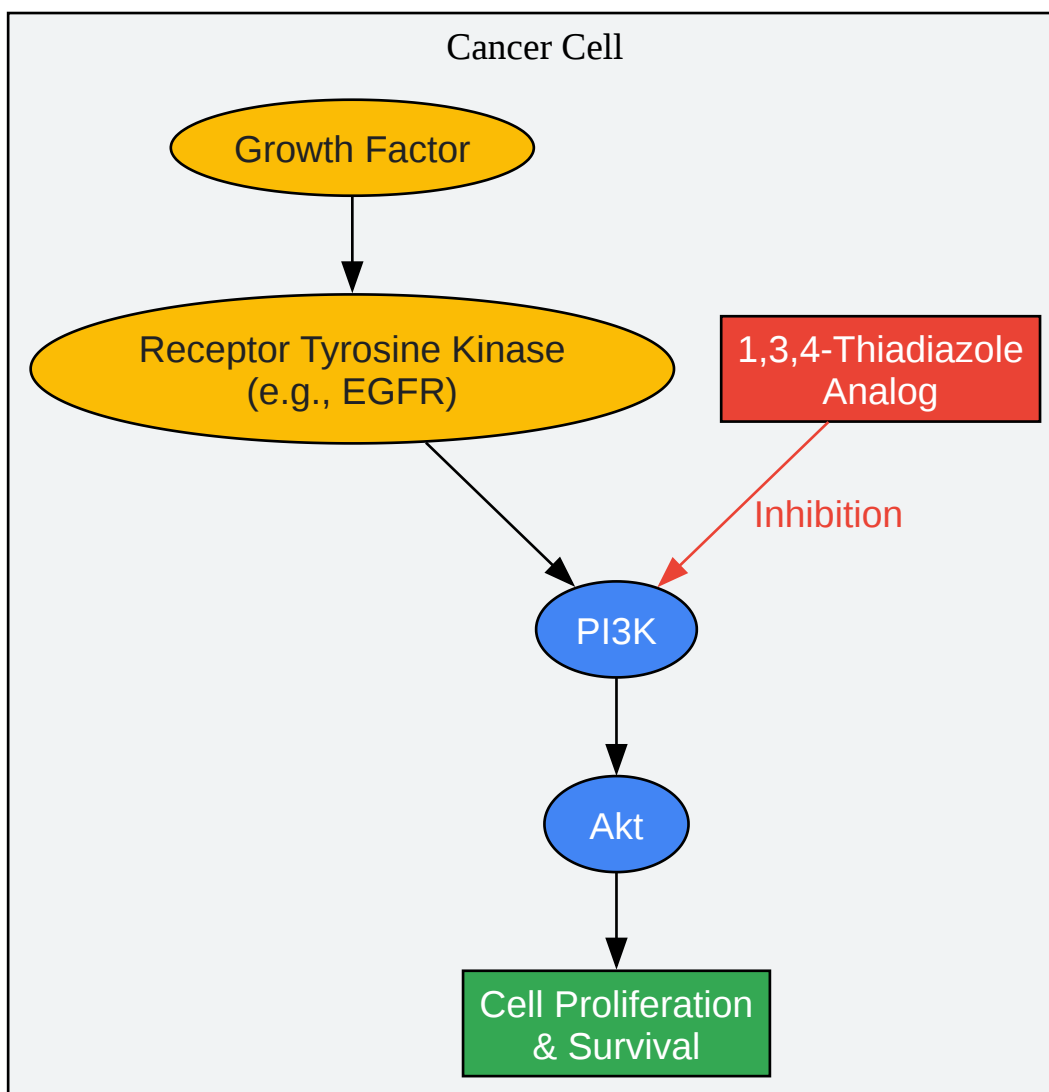 Cancer Cell
Growth Factor
Receptor Tyrosine Kinase
(e.g., EGFR)
1,3,4-Thiadiazole
Analog
Inhibition
PI3K
Akt
Cell Proliferation
& Survival